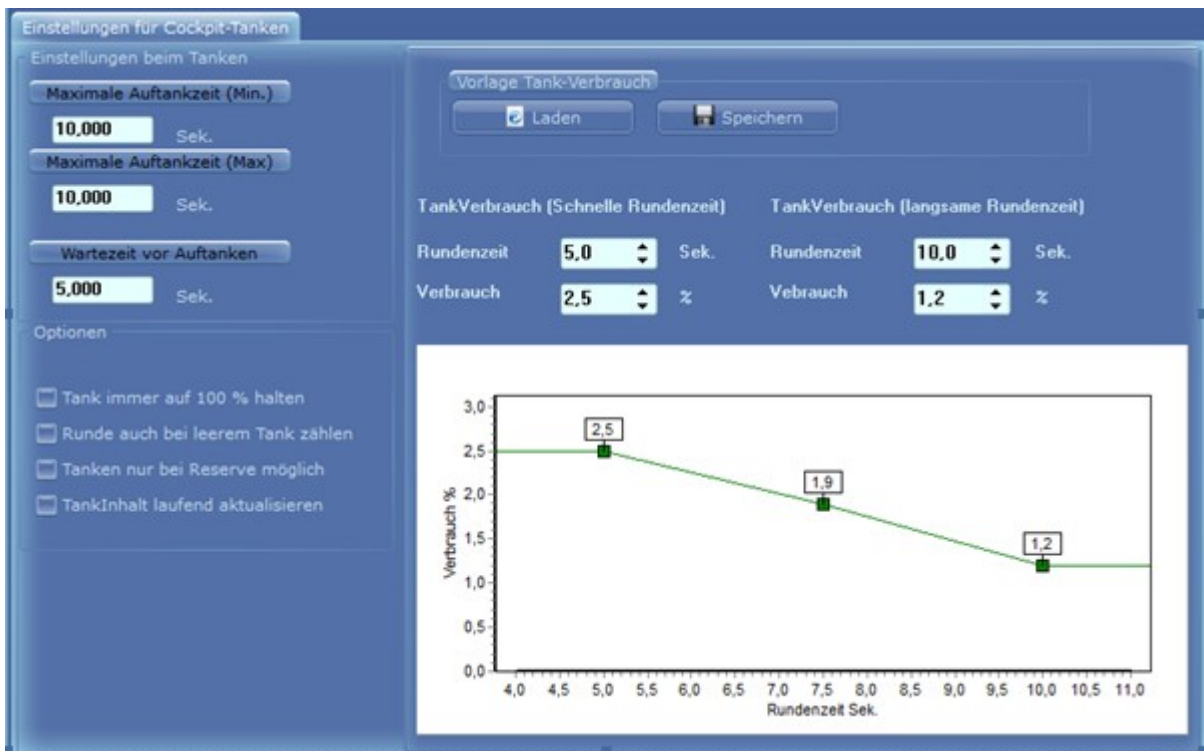 Einstellungen für Cockpit-Tanken
Einstellungen beim Tanken
Maximale Auftankzeit (Min.)
10,000 Sek.
Maximale Auftankzeit (Max)
10,000 Sek.
Wartezeit vor Auftanken
5,000 Sek.
Optionen
Tank immer auf 100 % halten
Runde auch bei leerem Tank zählen
Tanken nur bei Reserve möglich
TankInhalt laufend aktualisieren
Vorlage Tank-Verbrauch
Laden Speichern
TankVerbrauch (Schnelle Rundenzeit) TankVerbrauch (langsame Rundenzeit)
Rundenzeit 5,0 Sek. Rundenzeit 10,0 Sek.
Verbrauch 2,5 % Vebrauch 1,2 %
Verbrauch %
3,0
2,5
2,0
1,5
1,0
0,5
0,0
2,5
1,9
1,2
4,0 4,5 5,0 5,5 6,0 6,5 7,0 7,5 8,0 8,5 9,0 9,5 10,0 10,5 11,0
Rundenzeit Sek.